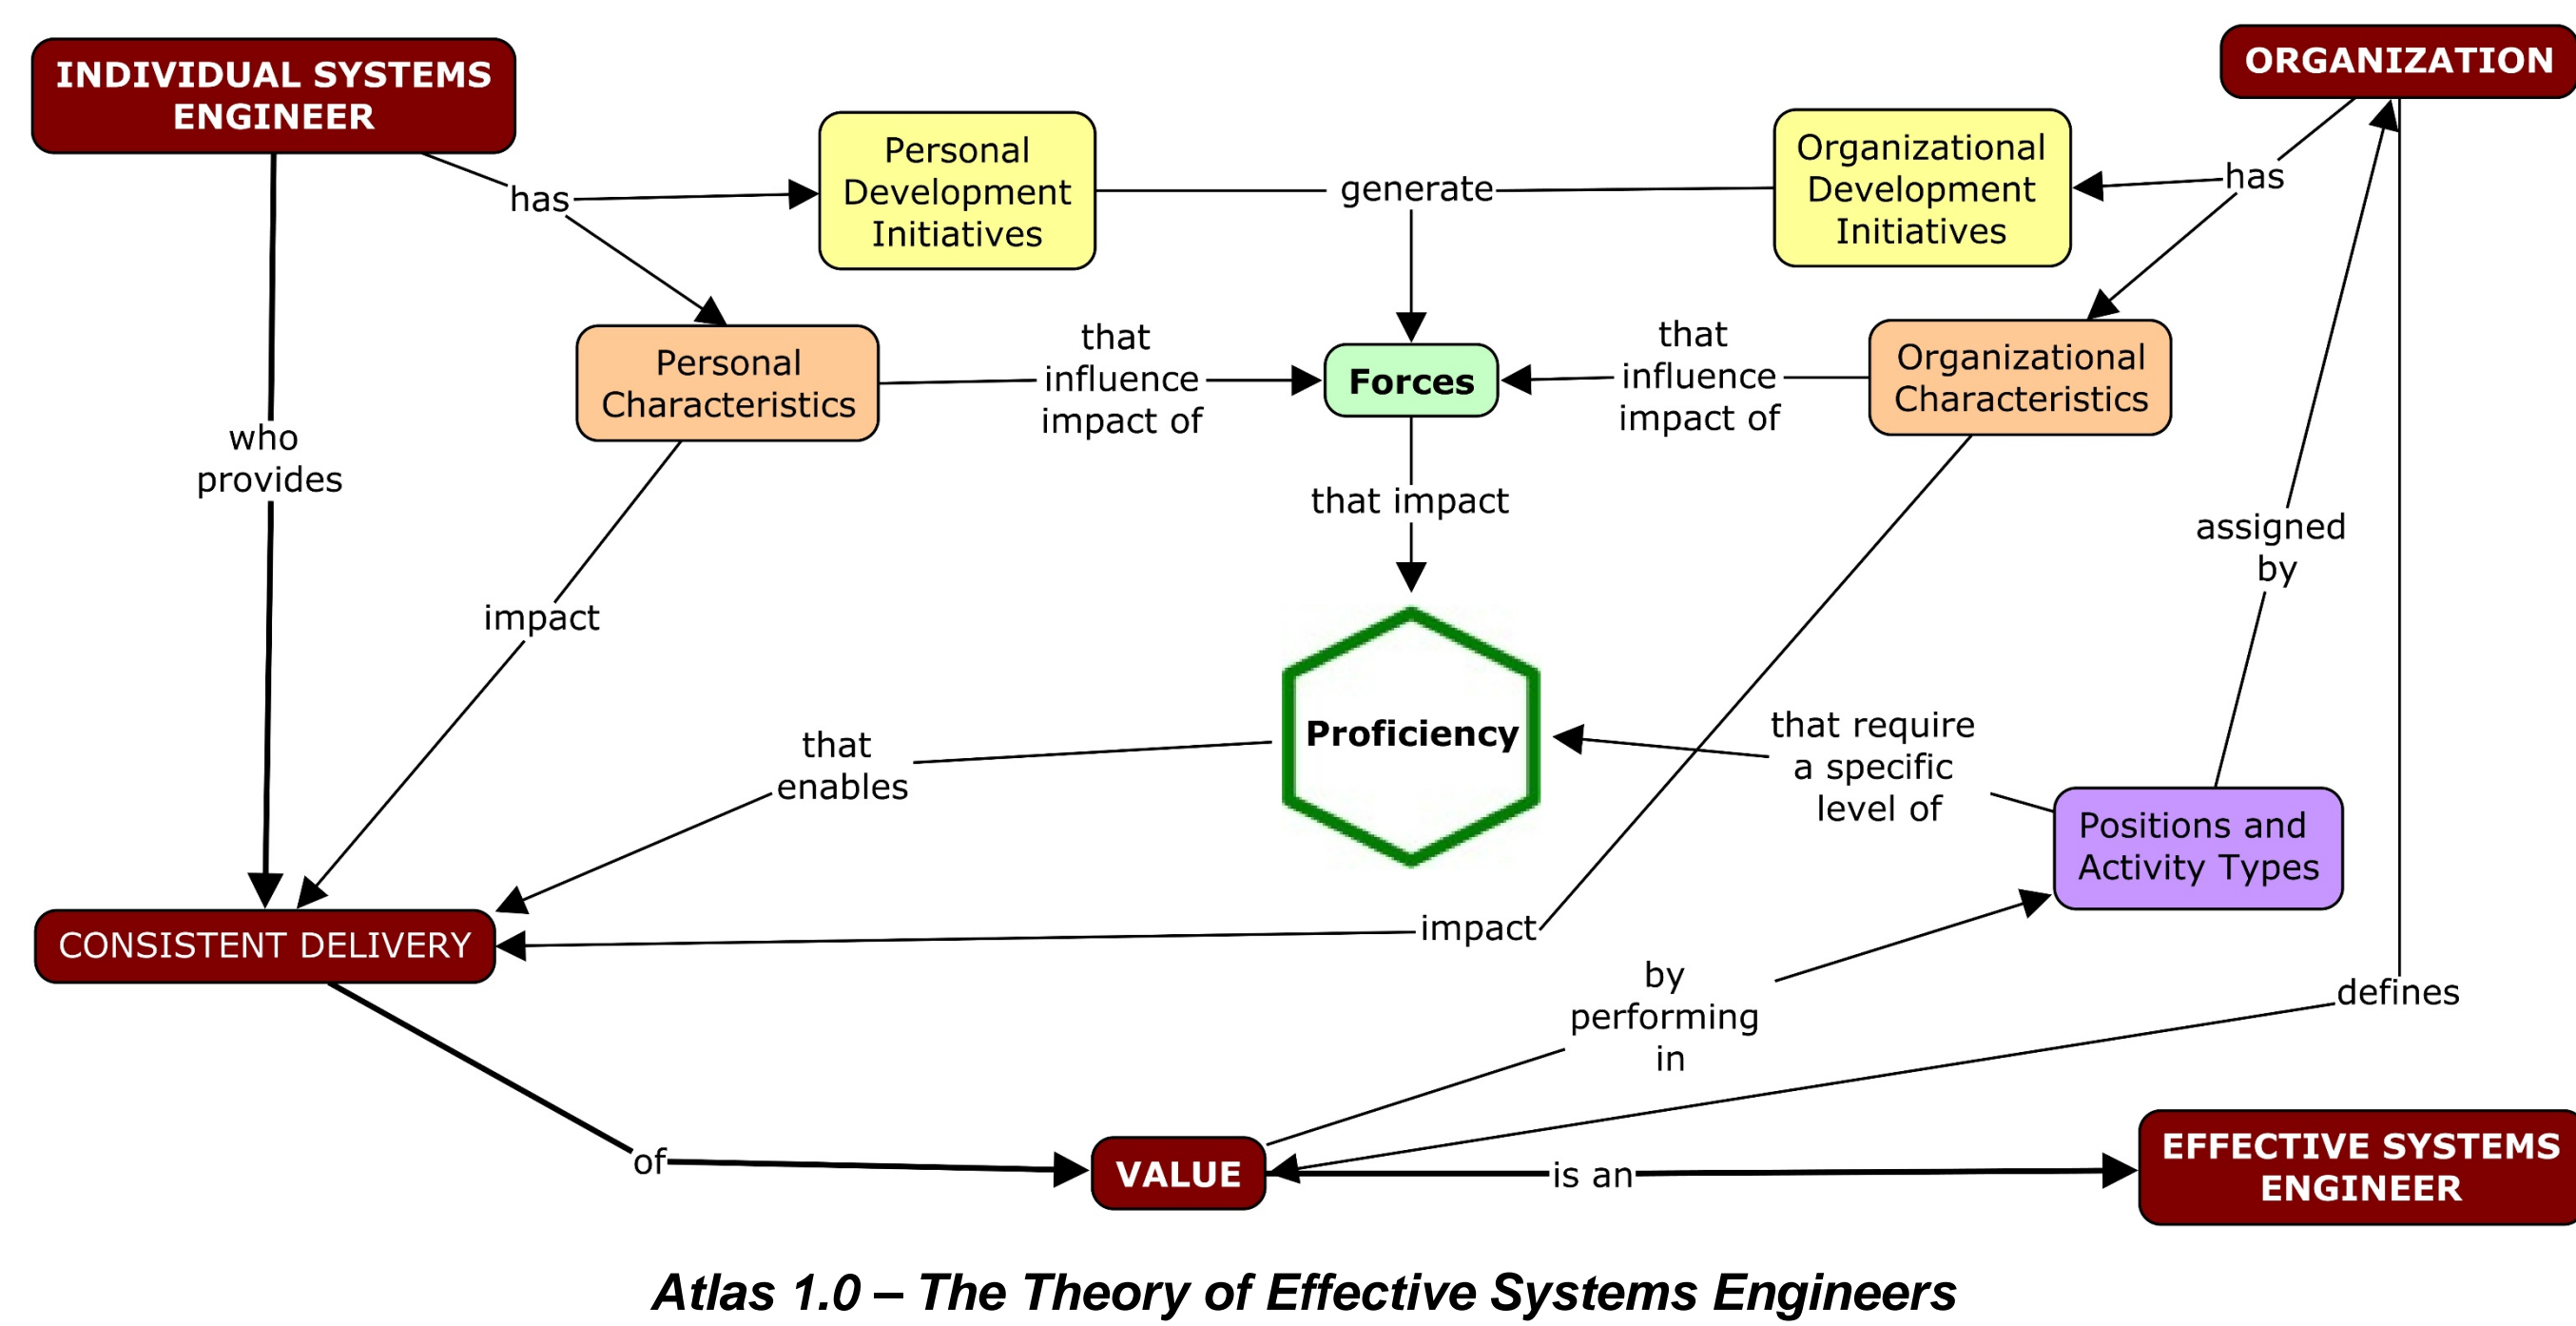 INDIVIDUAL SYSTEMS
ENGINEER
ORGANIZATION
has
Personal
Development
Initiatives
generate
Organizational
Development
Initiatives
has
Personal
Characteristics
that
influence
impact of
Forces
that
influence
impact of
Organizational
Characteristics
who
provides
that impact
assigned
by
impact
Proficiency
that
enables
that require
a specific
level of
Positions and
Activity Types
CONSISTENT DELIVERY
impact
by
performing
in
defines
of
VALUE
is an
EFFECTIVE SYSTEMS
ENGINEER
Atlas 1.0 – The Theory of Effective Systems Engineers